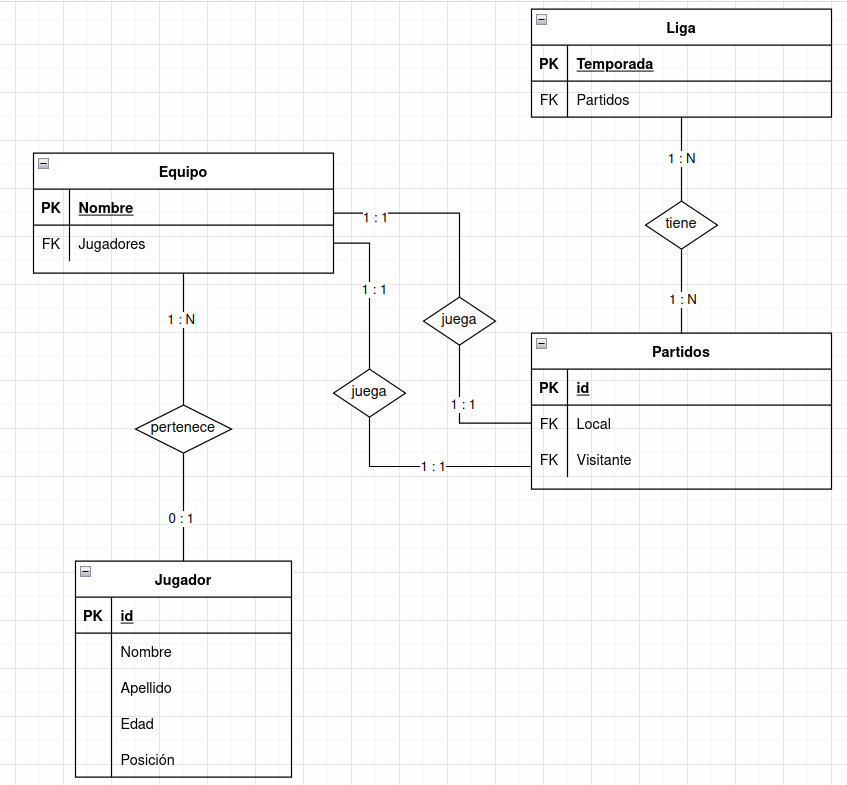 Liga
PK Temporada
FK Partidos
1 : N
tiene
1 : N
Equipo
PK Nombre
FK Jugadores
1 : 1
1 : 1
juega
juega
1 : 1
1 : 1
Partidos
PK id
FK Local
FK Visitante
1 : N
pertenece
0 : 1
Jugador
PK id
Nombre
Apellido
Edad
Posición